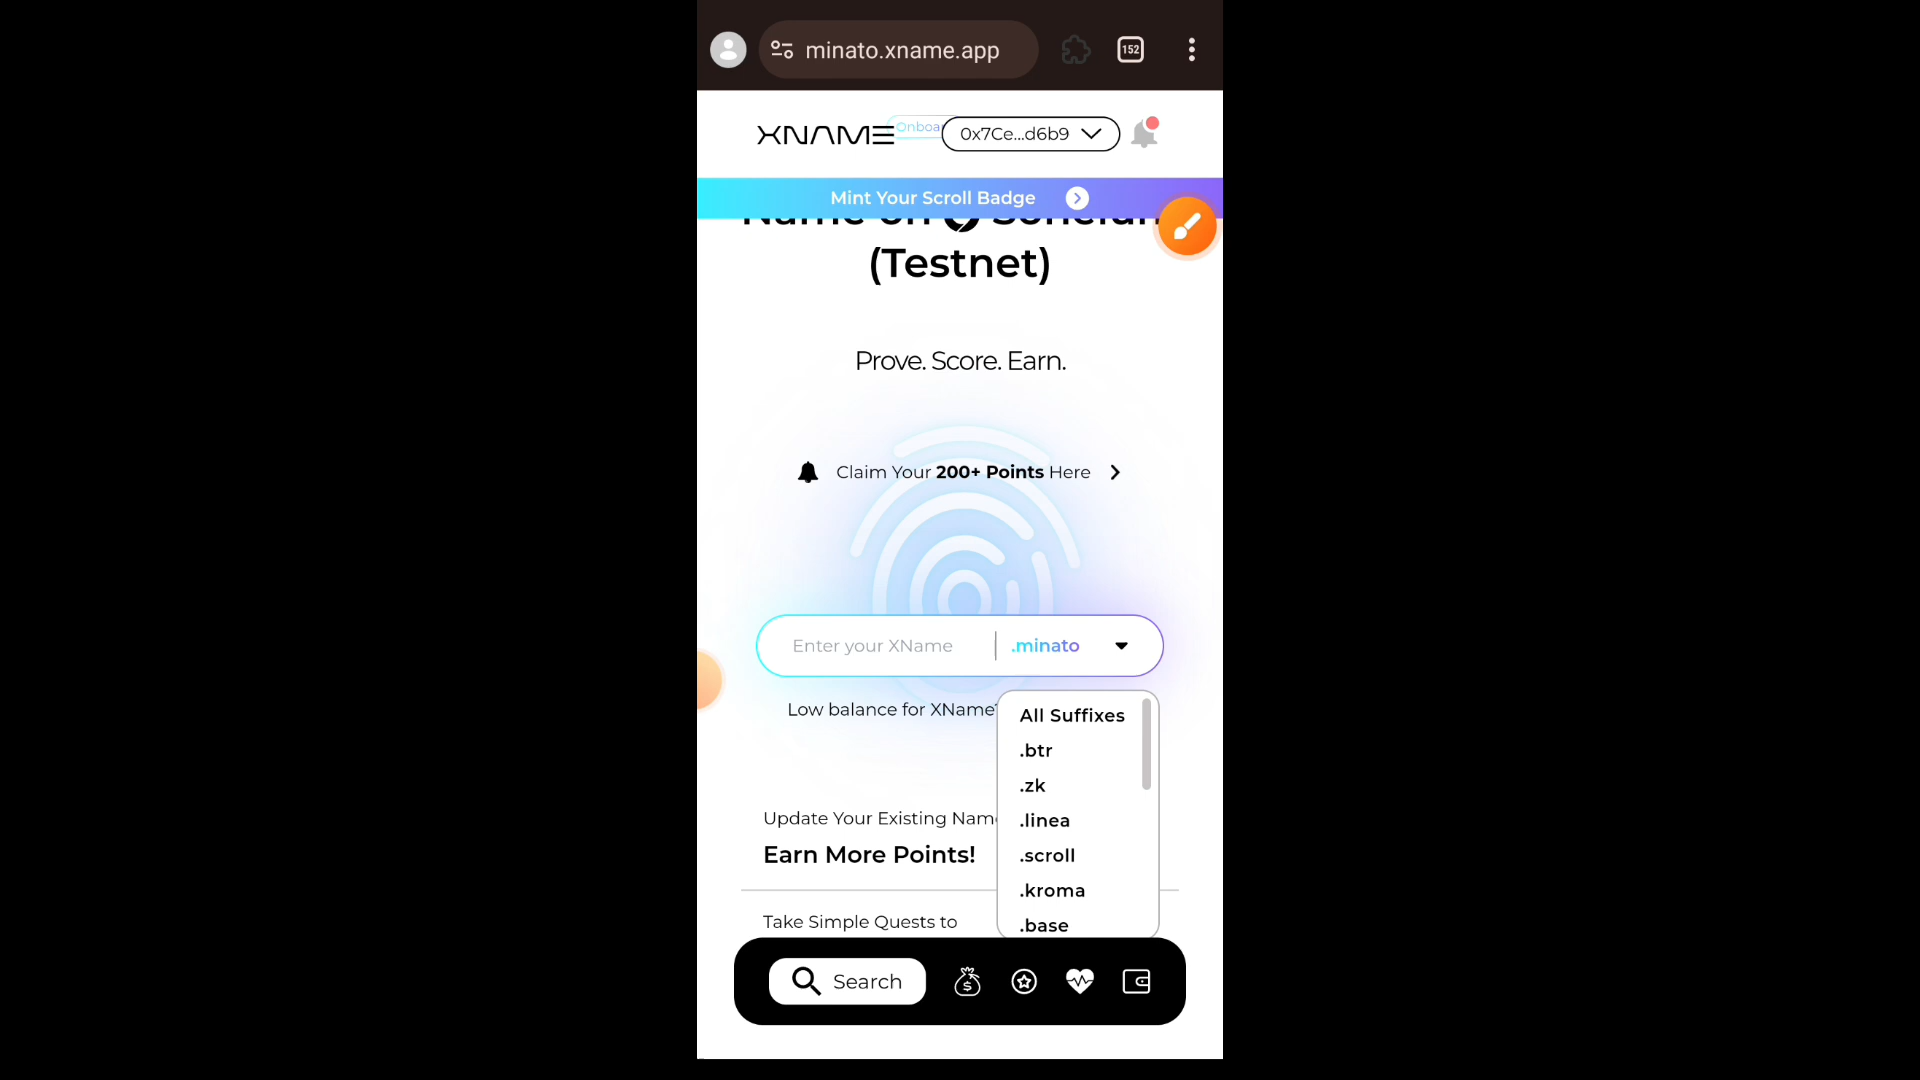 minato.xname.app
152
XNAME
0x7Ce...d6b9
Mint Your Scroll Badge
(Testnet)
Prove. Score. Earn.
Claim Your 200+ Points Here
Enter your XName
.minato
Low balance for XName?
All Suffixes
.btr
.zk
.linea
.scroll
.kroma
.base
Update Your Existing Name
Earn More Points!
Take Simple Quests to
Search